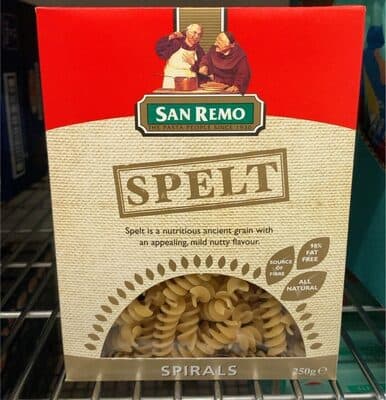 SAN REMO
THE PASTA PEOPLE SINCE 1936
SPELT
Spelt is a nutritious ancient grain with
an appealing, mild nutty flavour.
98%
FAT
FREE
SOURCE
OF
FIBRE
ALL
NATURAL
SPIRALS
250g e